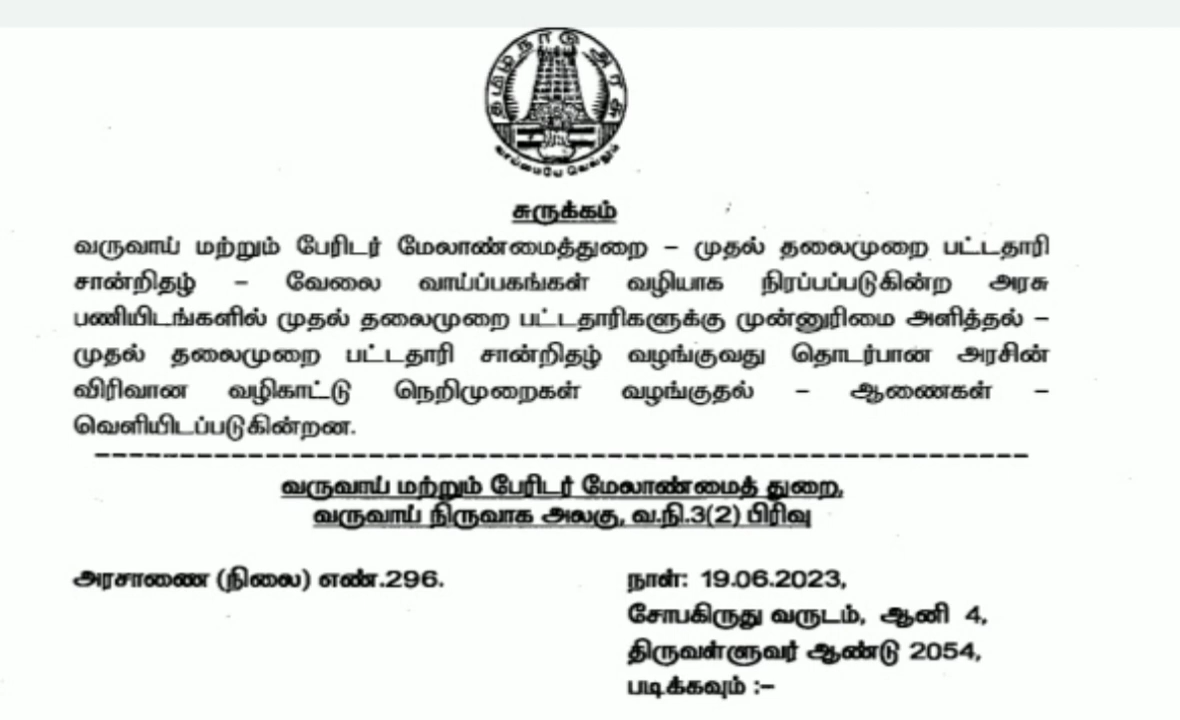 தமிழ்நாடு அரசு
வாய்மையே வெல்லும்
சுருக்கம்
வருவாய் மற்றும் பேரிடர் மேலாண்மைத்துறை – முதல் தலைமுறை பட்டதாரி
சான்றிதழ் – வேலை வாய்ப்பகங்கள் வழியாக நிரப்பப்படுகின்ற அரசு
பணியிடங்களில் முதல் தலைமுறை பட்டதாரிகளுக்கு முன்னுரிமை அளித்தல் –
முதல் தலைமுறை பட்டதாரி சான்றிதழ் வழங்குவது தொடர்பான அரசின்
விரிவான வழிகாட்டு நெறிமுறைகள் வழங்குதல் – ஆணைகள் –
வெளியிடப்படுகின்றன.
வருவாய் மற்றும் பேரிடர் மேலாண்மைத் துறை,
வருவாய் நிருவாக அலகு, வ.நி.3(2) பிரிவு
அரசாணை (நிலை) எண்.296.
நாள்: 19.06.2023,
சோபகிருது வருடம், ஆனி 4,
திருவள்ளுவர் ஆண்டு 2054,
படிக்கவும் :–